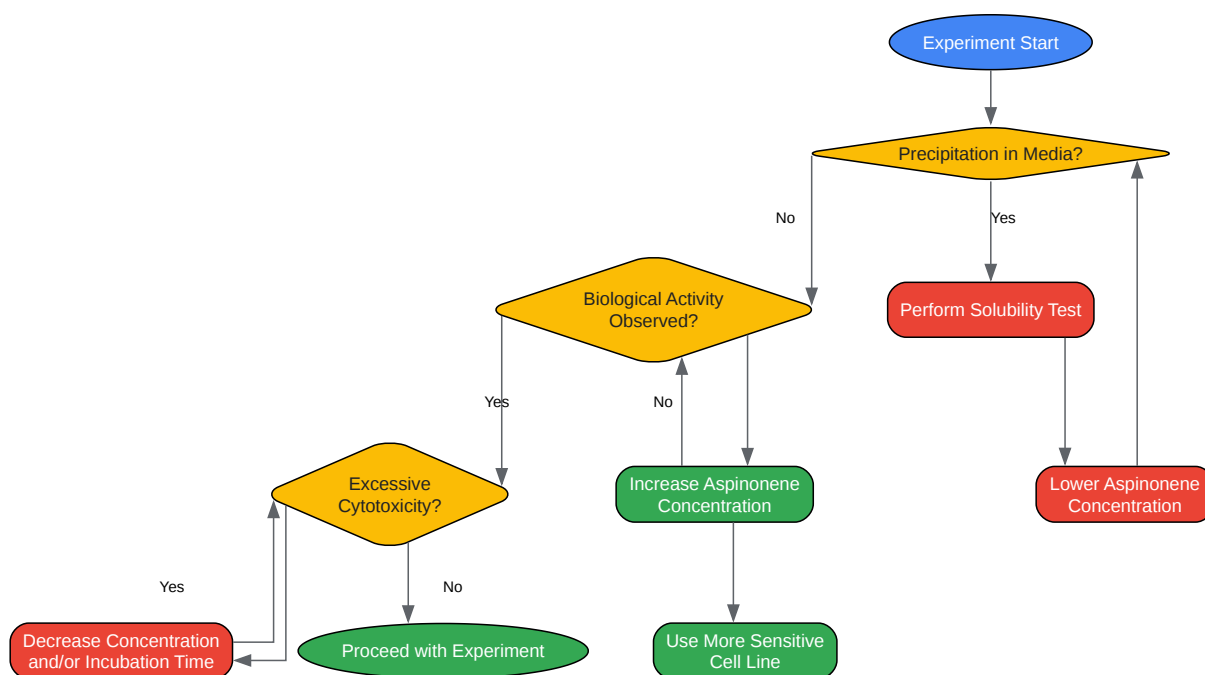 Experiment Start
Precipitation in Media?
No
Yes
Biological Activity
Observed?
Perform Solubility Test
Yes
No
Excessive
Cytotoxicity?
Increase Aspinonene
Concentration
Lower Aspinonene
Concentration
Yes
No
Decrease Concentration
and/or Incubation Time
Proceed with Experiment
Use More Sensitive
Cell Line